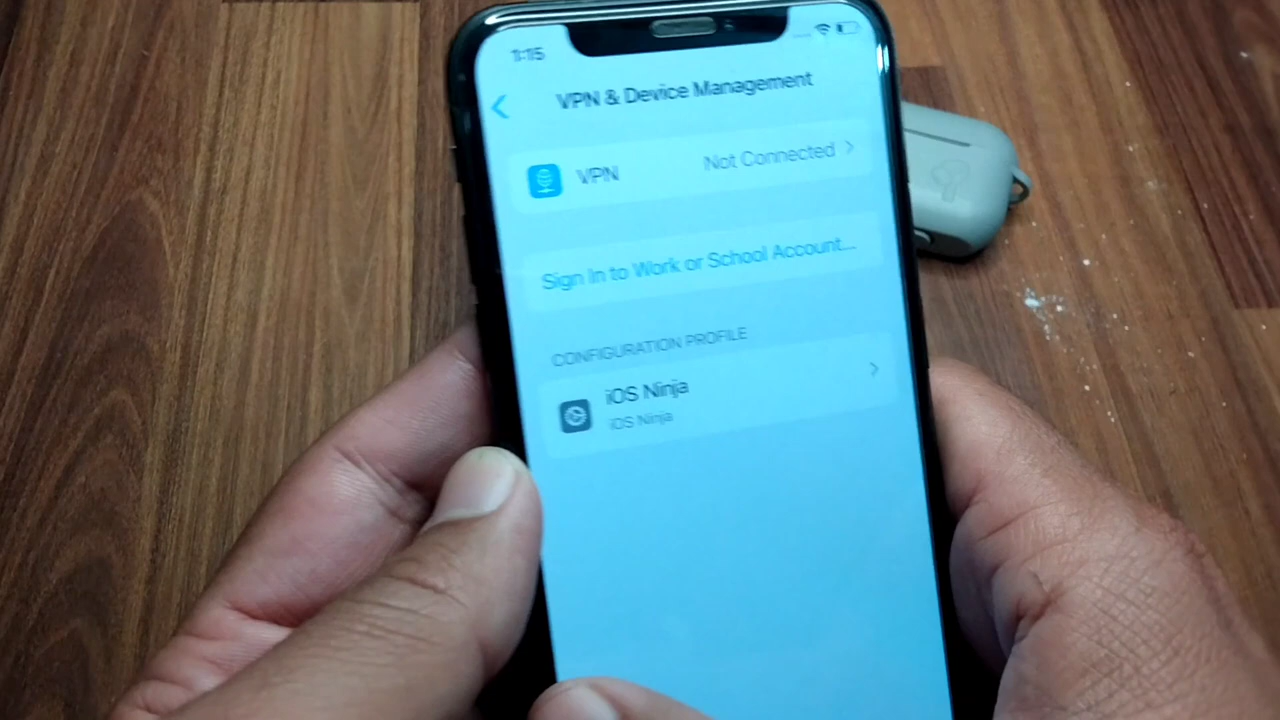 1:15
VPN & Device Management
VPN Not Connected
Sign In to Work or School Account...
CONFIGURATION PROFILE
iOS Ninja
iOS Ninja